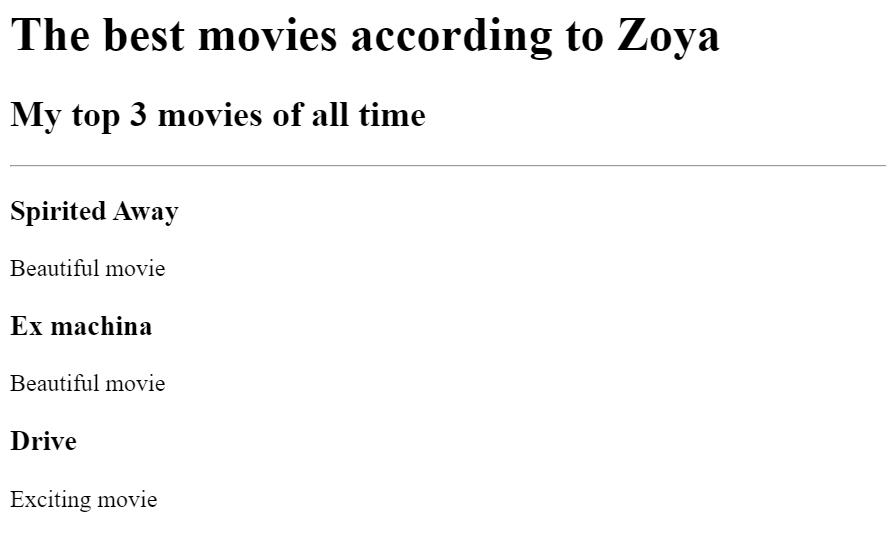 The best movies according to Zoya
My top 3 movies of all time
Spirited Away
Beautiful movie
Ex machina
Beautiful movie
Drive
Exciting movie